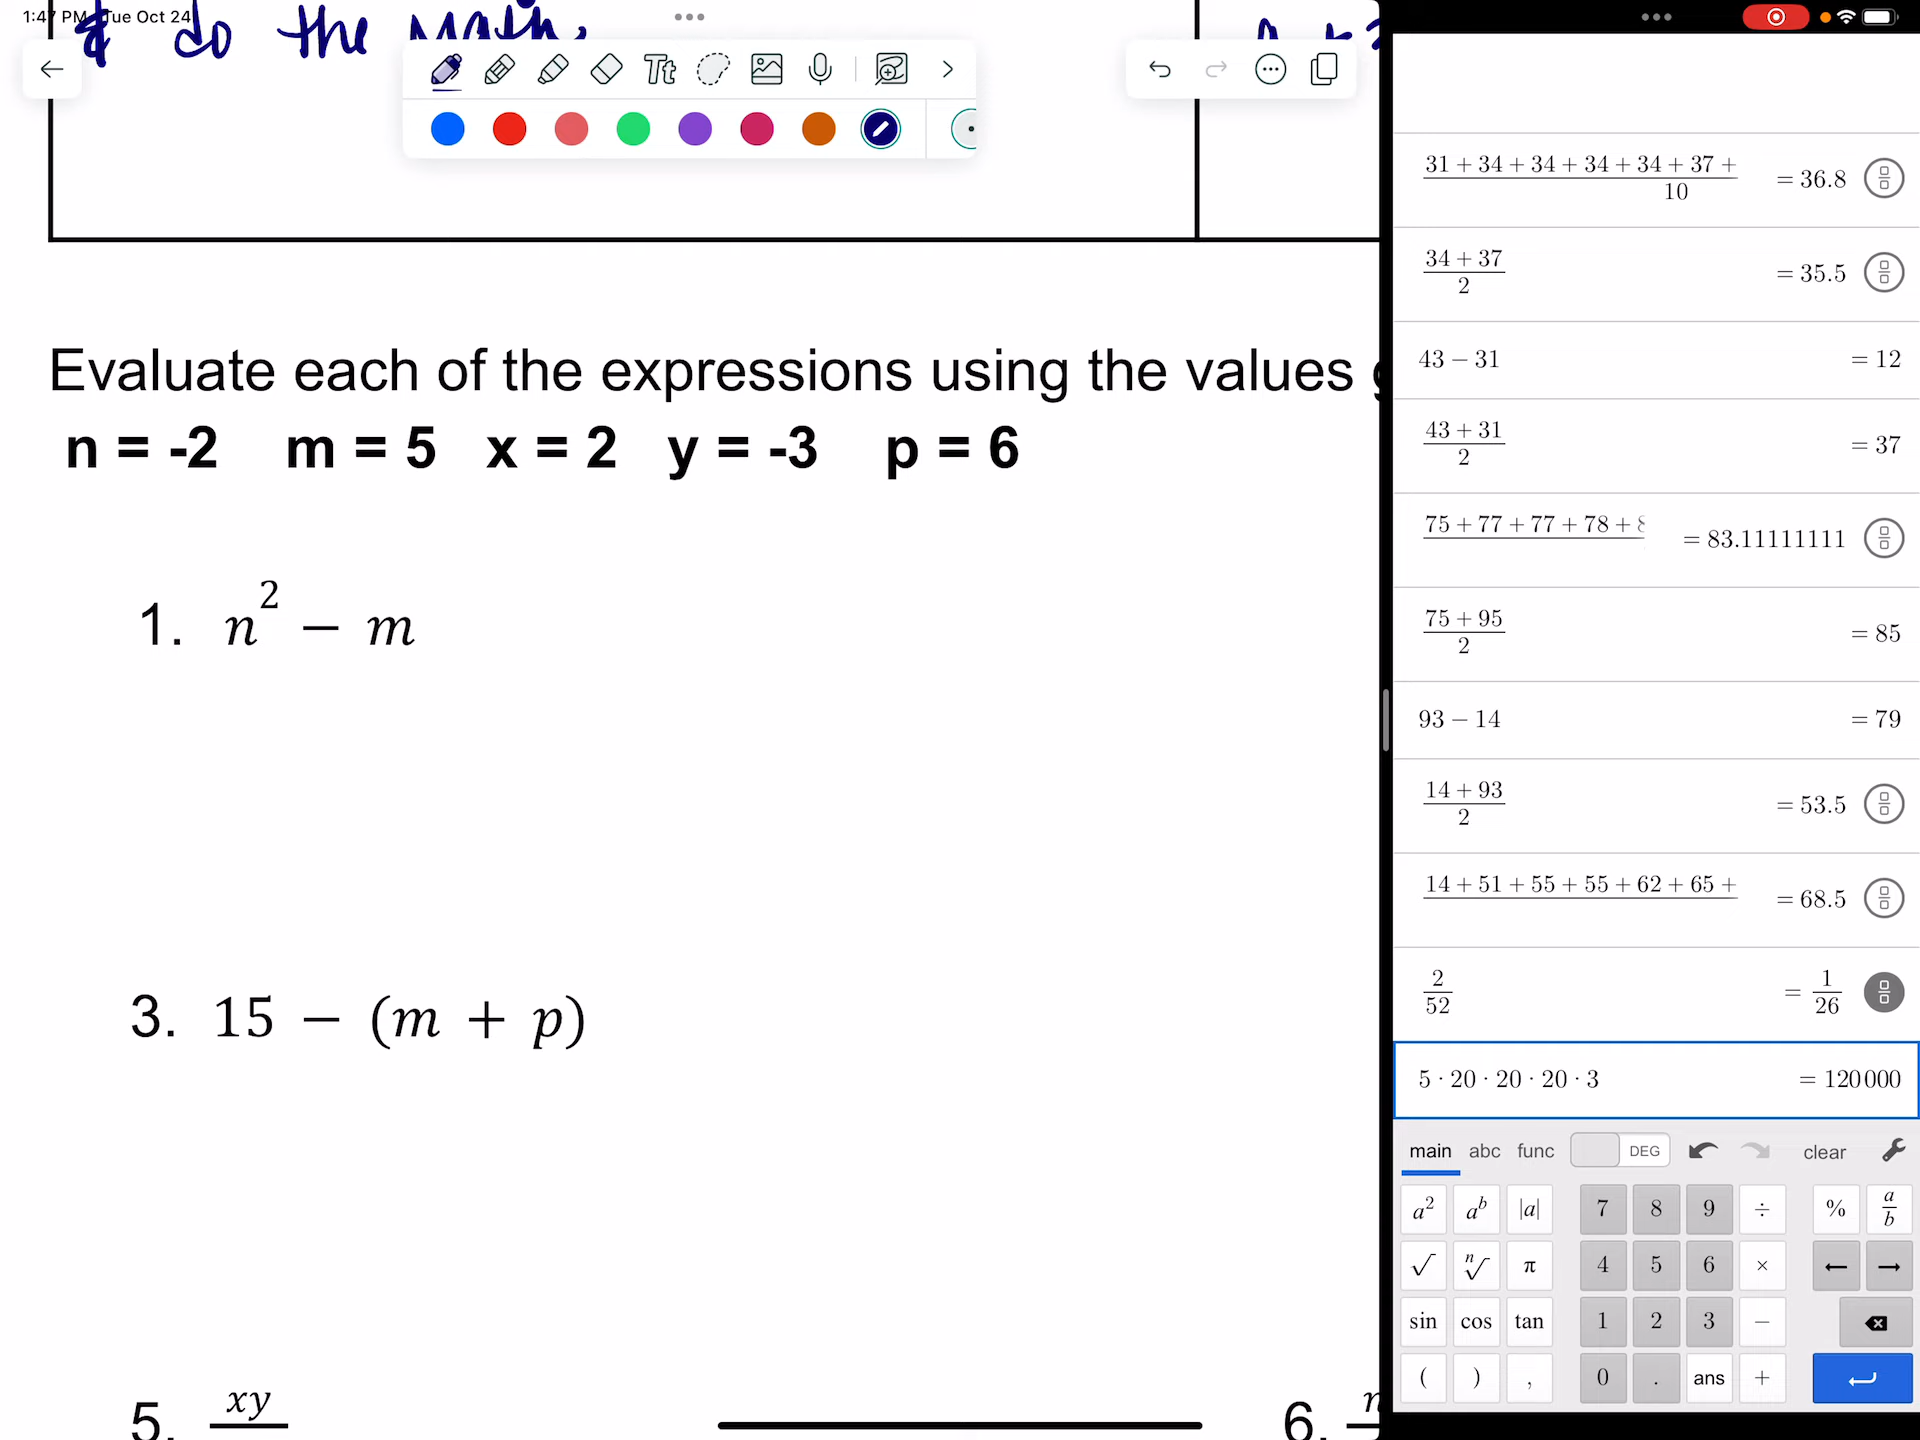 1:47 PM Tue Oct 24
& do the Math.
Evaluate each of the expressions using the values
n = -2 m = 5 x = 2 y = -3 p = 6
1. n² − m
3. 15 − (m + p)
5. xy
6.
31 + 34 + 34 + 34 + 34 + 37 +
10
= 36.8
34 + 37
2
= 35.5
43 − 31 = 12
43 + 31
2
= 37
75 + 77 + 77 + 78 +
= 83.11111111
75 + 95
2
= 85
93 − 14 = 79
14 + 93
2
= 53.5
14 + 51 + 55 + 55 + 62 + 65 +
= 68.5
2
52
= 1
26
5 · 20 · 20 · 20 · 3 = 120000
main abc func DEG clear
a² aᵇ |a| 7 8 9 ÷ % a/b
√ ⁿ√ π 4 5 6 × ← →
sin cos tan 1 2 3 −
( ) , 0 . ans +